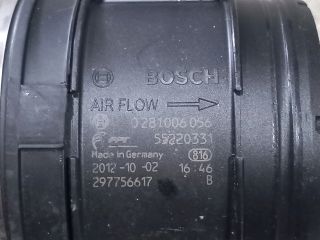 BOSCH
AIR FLOW
0281006056
55220331
Made in Germany 816
2012-10-02 16:46
297756617 B